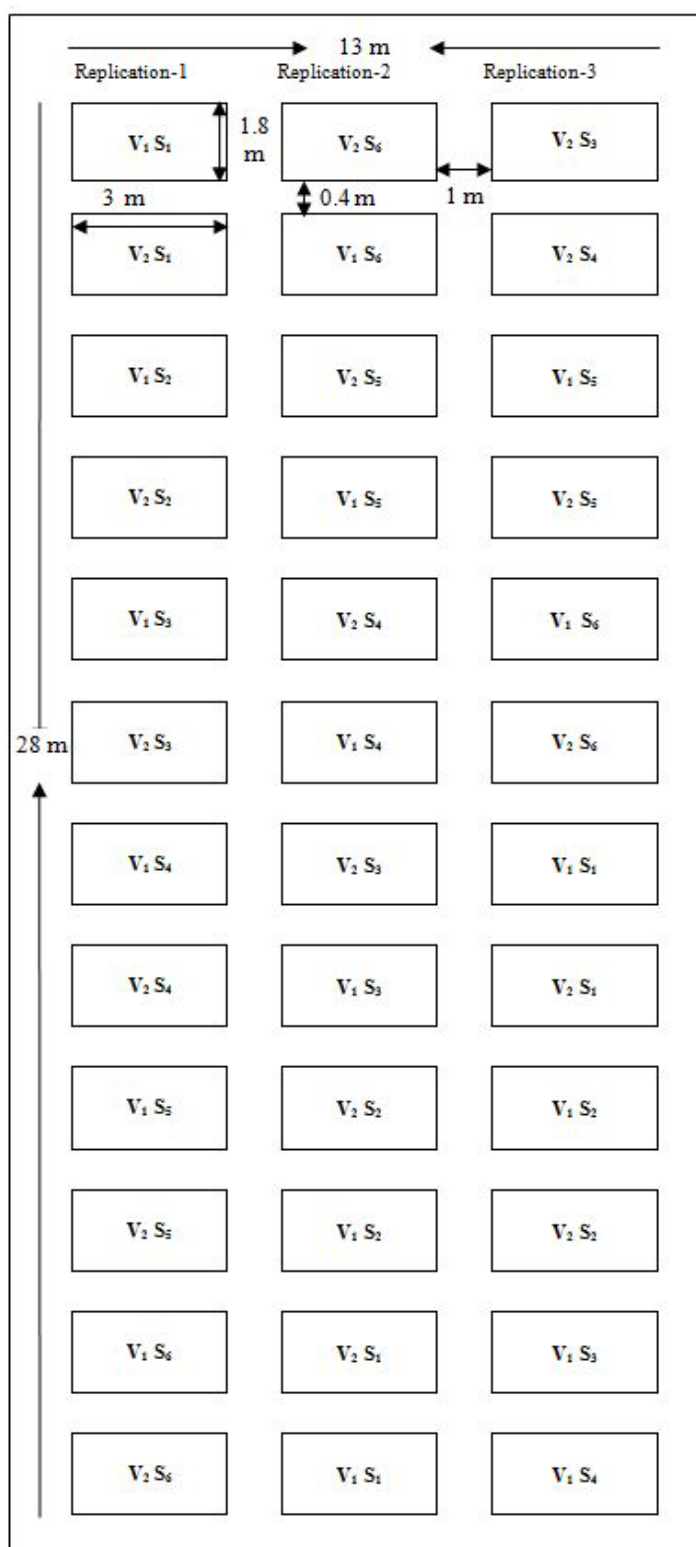 13 m
Replication-1 Replication-2 Replication-3
V₁ S₁ 1.8 m V₂ S₆ V₂ S₃
3 m 0.4 m 1 m
V₂ S₁ V₁ S₆ V₂ S₄
V₁ S₂ V₂ S₅ V₁ S₅
V₂ S₂ V₁ S₅ V₂ S₅
V₁ S₃ V₂ S₄ V₁ S₆
28 m V₂ S₃ V₁ S₄ V₂ S₆
V₁ S₄ V₂ S₃ V₁ S₁
V₂ S₄ V₁ S₃ V₂ S₁
V₁ S₅ V₂ S₂ V₁ S₂
V₂ S₅ V₁ S₂ V₂ S₂
V₁ S₆ V₂ S₁ V₁ S₃
V₂ S₆ V₁ S₁ V₁ S₄